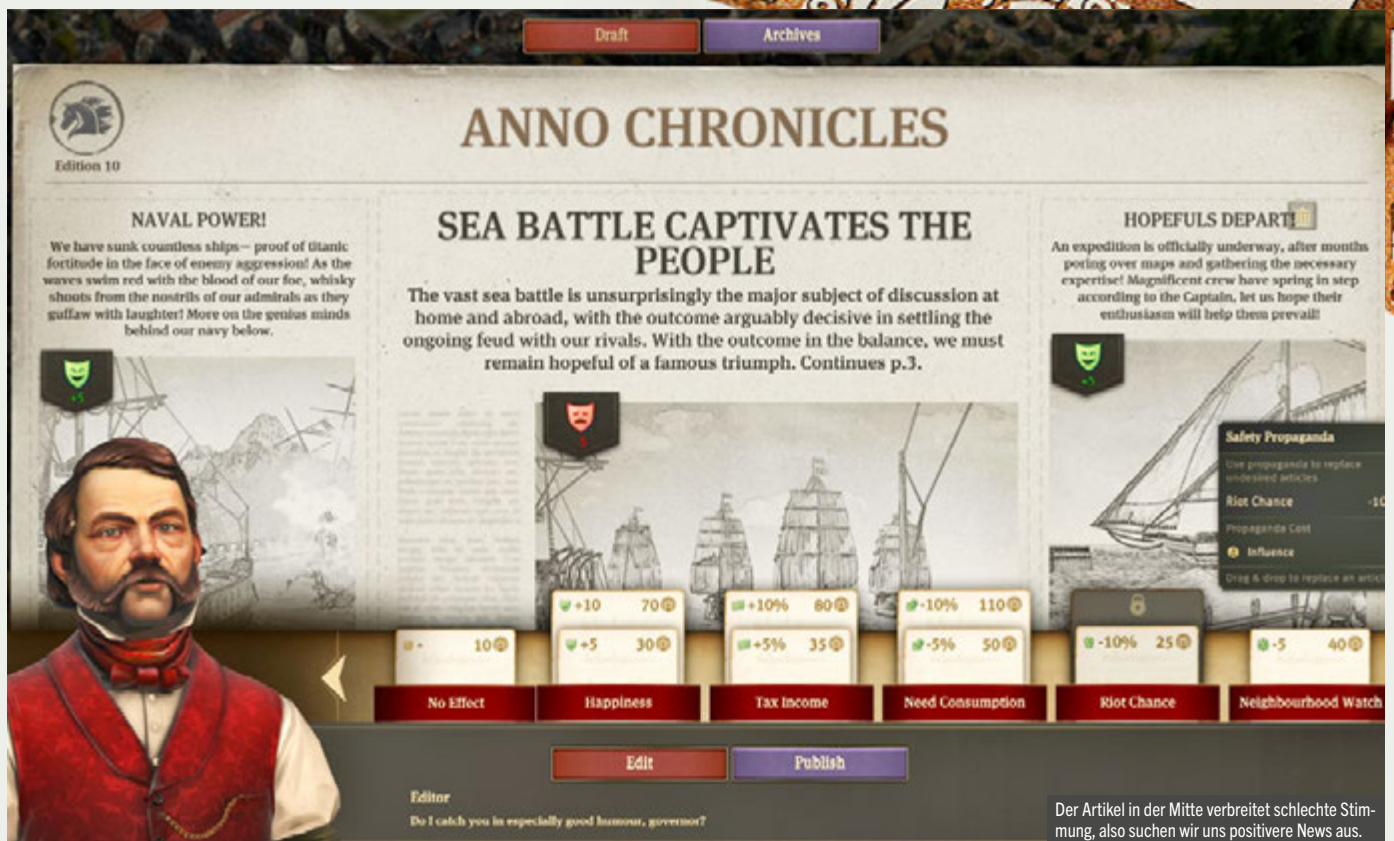 Draft
Archives
ANNO CHRONICLES
Edition 10
NAVAL POWER!
We have sunk countless ships— proof of titanic
fortitude in the face of enemy aggression! As the
waves swim red with the blood of our foe, whisky
shoots from the nostrils of our admirals as they
guffaw with laughter! More on the genius minds
behind our navy below.
+5
SEA BATTLE CAPTIVATES THE
PEOPLE
The vast sea battle is unsurprisingly the major subject of discussion at
home and abroad, with the outcome arguably decisive in settling the
ongoing feud with our rivals. With the outcome in the balance, we must
remain hopeful of a famous triumph. Continues p.3.
HOPEFULS DEPART!
An expedition is officially underway, after months
poring over maps and gathering the necessary
expertise! Magnificent crew have spring in step
according to the Captain, let us hope their
enthusiasm will help them prevail!
+5
Safety Propaganda
Use propaganda to replace
undesired articles
Riot Chance -10
Propaganda Cost
Influence
Drag & drop to replace an articl
+10 70
+10% 80
-10% 110
- 10
+5 30
+5% 35
-5% 50
-10% 25
-5 40
No Effect
Happiness
Tax Income
Need Consumption
Riot Chance
Neighbourhood Watch
Edit
Publish
Editor
Do I catch you in especially good humour, governor?
Der Artikel in der Mitte verbreitet schlechte Stim-
mung, also suchen wir uns positivere News aus.